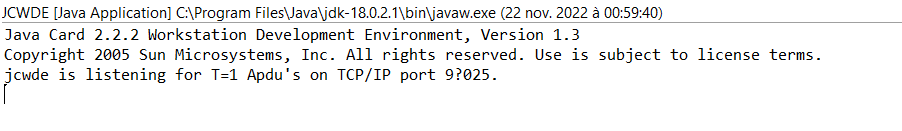 JCWDE [Java Application] C:\Program Files\Java\jdk-18.0.2.1\bin\javaw.exe (22 nov. 2022 à 00:59:40)
Java Card 2.2.2 Workstation Development Environment, Version 1.3
Copyright 2005 Sun Microsystems, Inc. All rights reserved. Use is subject to license terms.
jcwde is listening for T=1 Apdu's on TCP/IP port 9?025.